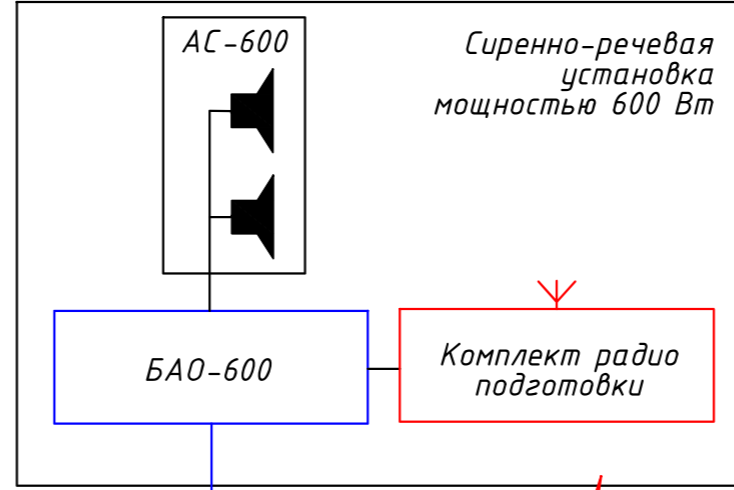 АС-600
Сиренно-речевая
установка
мощностью 600 Вт
БАО-600
Комплект радио
подготовки